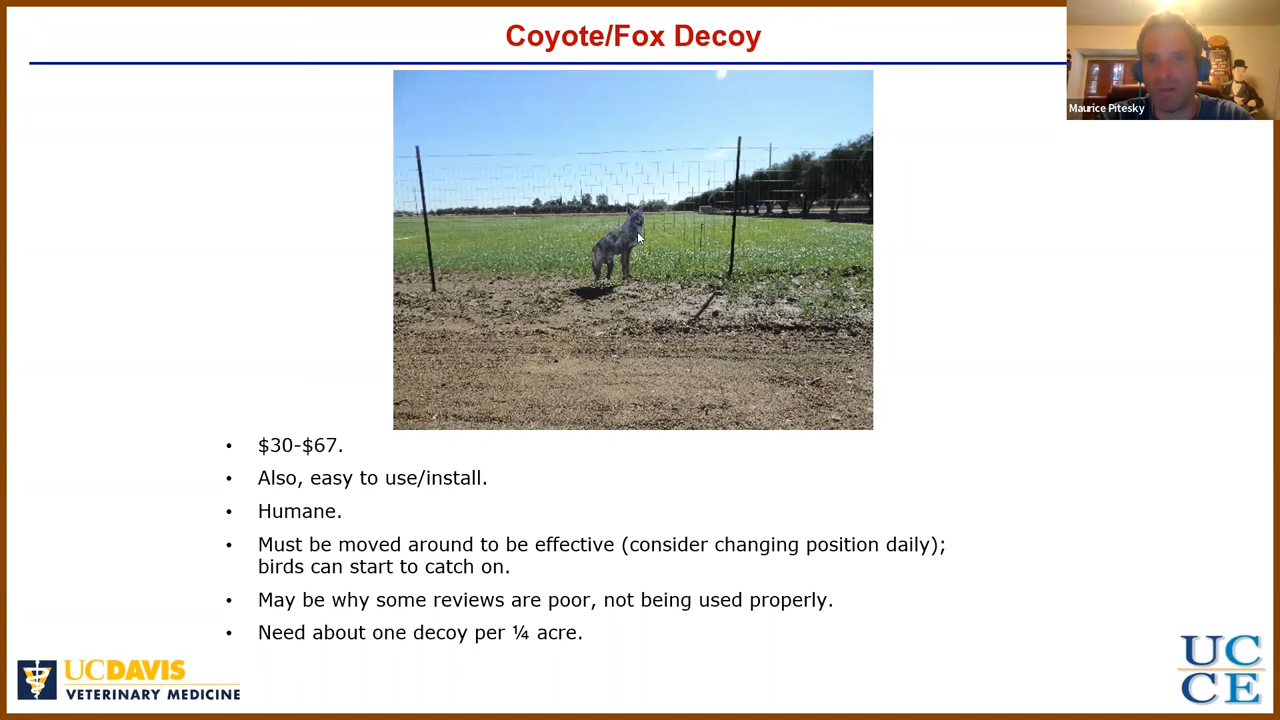 Coyote/Fox Decoy
Maurice Pitesky
• $30-$67.
• Also, easy to use/install.
• Humane.
• Must be moved around to be effective (consider changing position daily);
birds can start to catch on.
• May be why some reviews are poor, not being used properly.
• Need about one decoy per ¼ acre.
UCDAVIS
VETERINARY MEDICINE
UC
CE